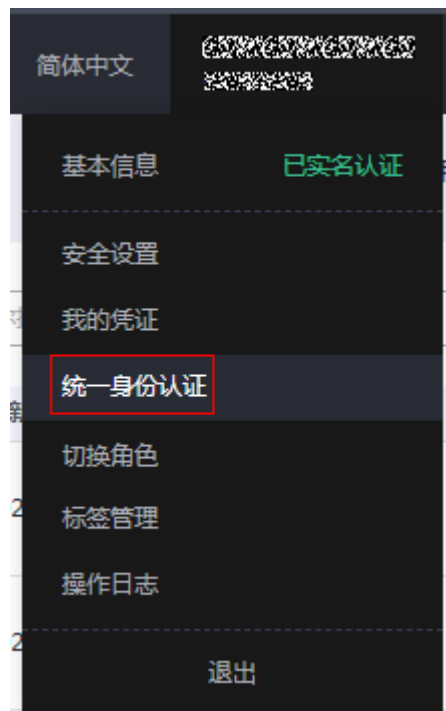 简体中文
基本信息 已实名认证
安全设置
我的凭证
统一身份认证
切换角色
标签管理
操作日志
退出